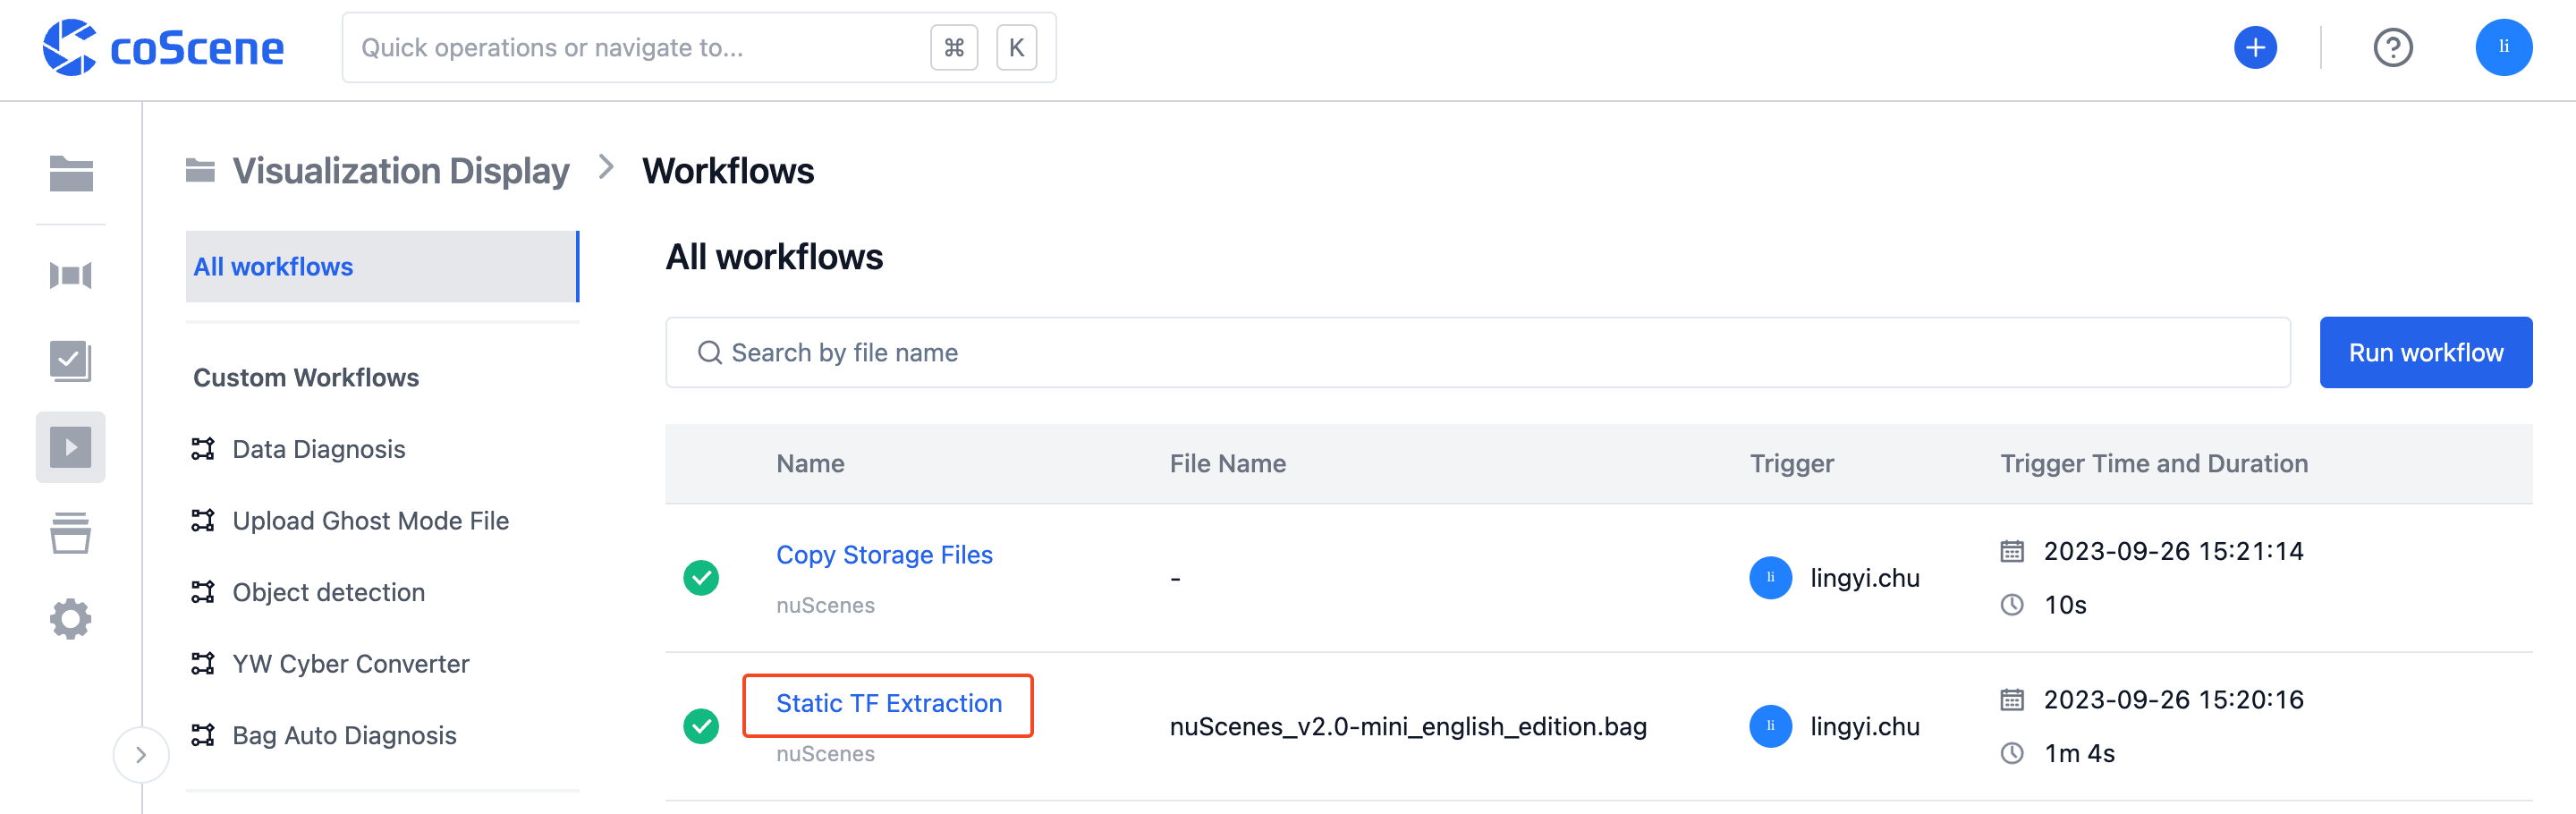 coScene
Quick operations or navigate to...
⌘ K
li
Visualization Display > Workflows
All workflows
Custom Workflows
Data Diagnosis
Upload Ghost Mode File
Object detection
YW Cyber Converter
Bag Auto Diagnosis
All workflows
Search by file name
Run workflow
Name File Name Trigger Trigger Time and Duration
Copy Storage Files
nuScenes
-
li lingyi.chu
2023-09-26 15:21:14
10s
Static TF Extraction
nuScenes
nuScenes_v2.0-mini_english_edition.bag
li lingyi.chu
2023-09-26 15:20:16
1m 4s